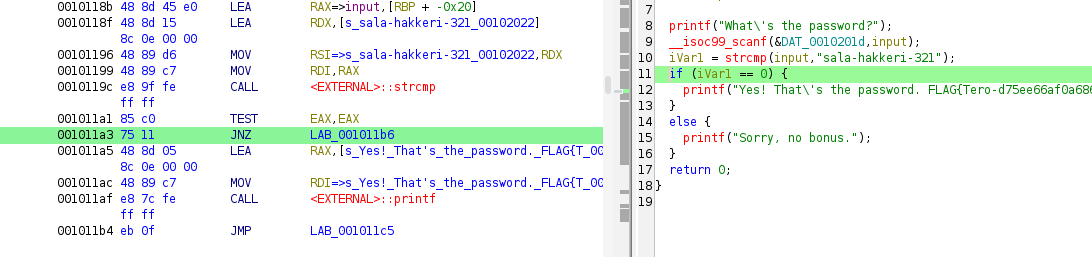 0010118b 48 8d 45 e0 LEA RAX=>input,[RBP + -0x20]
0010118f 48 8d 15 LEA RDX,[s_sala-hakkeri-321_00102022]
8c 0e 00 00
00101196 48 89 d6 MOV RSI=>s_sala-hakkeri-321_00102022,RDX
00101199 48 89 c7 MOV RDI,RAX
0010119c e8 9f fe CALL <EXTERNAL>::strcmp
ff ff
001011a1 85 c0 TEST EAX,EAX
001011a3 75 11 JNZ LAB_001011b6
001011a5 48 8d 05 LEA RAX,[s_Yes!_That's_the_password._FLAG{T_00
8c 0e 00 00
001011ac 48 89 c7 MOV RDI=>s_Yes!_That's_the_password._FLAG{T_00
001011af e8 7c fe CALL <EXTERNAL>::printf
ff ff
001011b4 eb 0f JMP LAB_001011c5
7
8 printf("What\'s the password?");
9 __isoc99_scanf(&DAT_0010201d,input);
10 iVar1 = strcmp(input,"sala-hakkeri-321");
11 if (iVar1 == 0) {
12 printf("Yes! That\'s the password. FLAG{Tero-d75ee66af0a686
13 }
14 else {
15 printf("Sorry, no bonus.");
16 }
17 return 0;
18 }
19